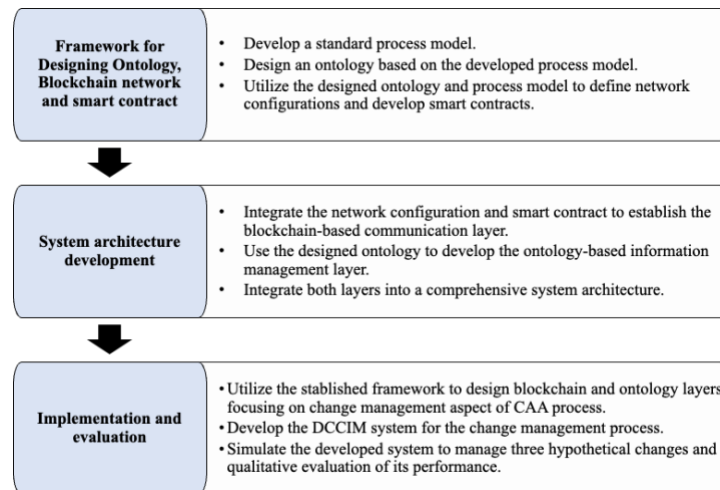 Framework for
Designing Ontology,
Blockchain network
and smart contract
• Develop a standard process model.
• Design an ontology based on the developed process model.
• Utilize the designed ontology and process model to define network
configurations and develop smart contracts.
System architecture
development
• Integrate the network configuration and smart contract to establish the
blockchain-based communication layer.
• Use the designed ontology to develop the ontology-based information
management layer.
• Integrate both layers into a comprehensive system architecture.
Implementation and
evaluation
• Utilize the stablished framework to design blockchain and ontology layers
focusing on change management aspect of CAA process.
• Develop the DCCIM system for the change management process.
• Simulate the developed system to manage three hypothetical changes and
qualitative evaluation of its performance.